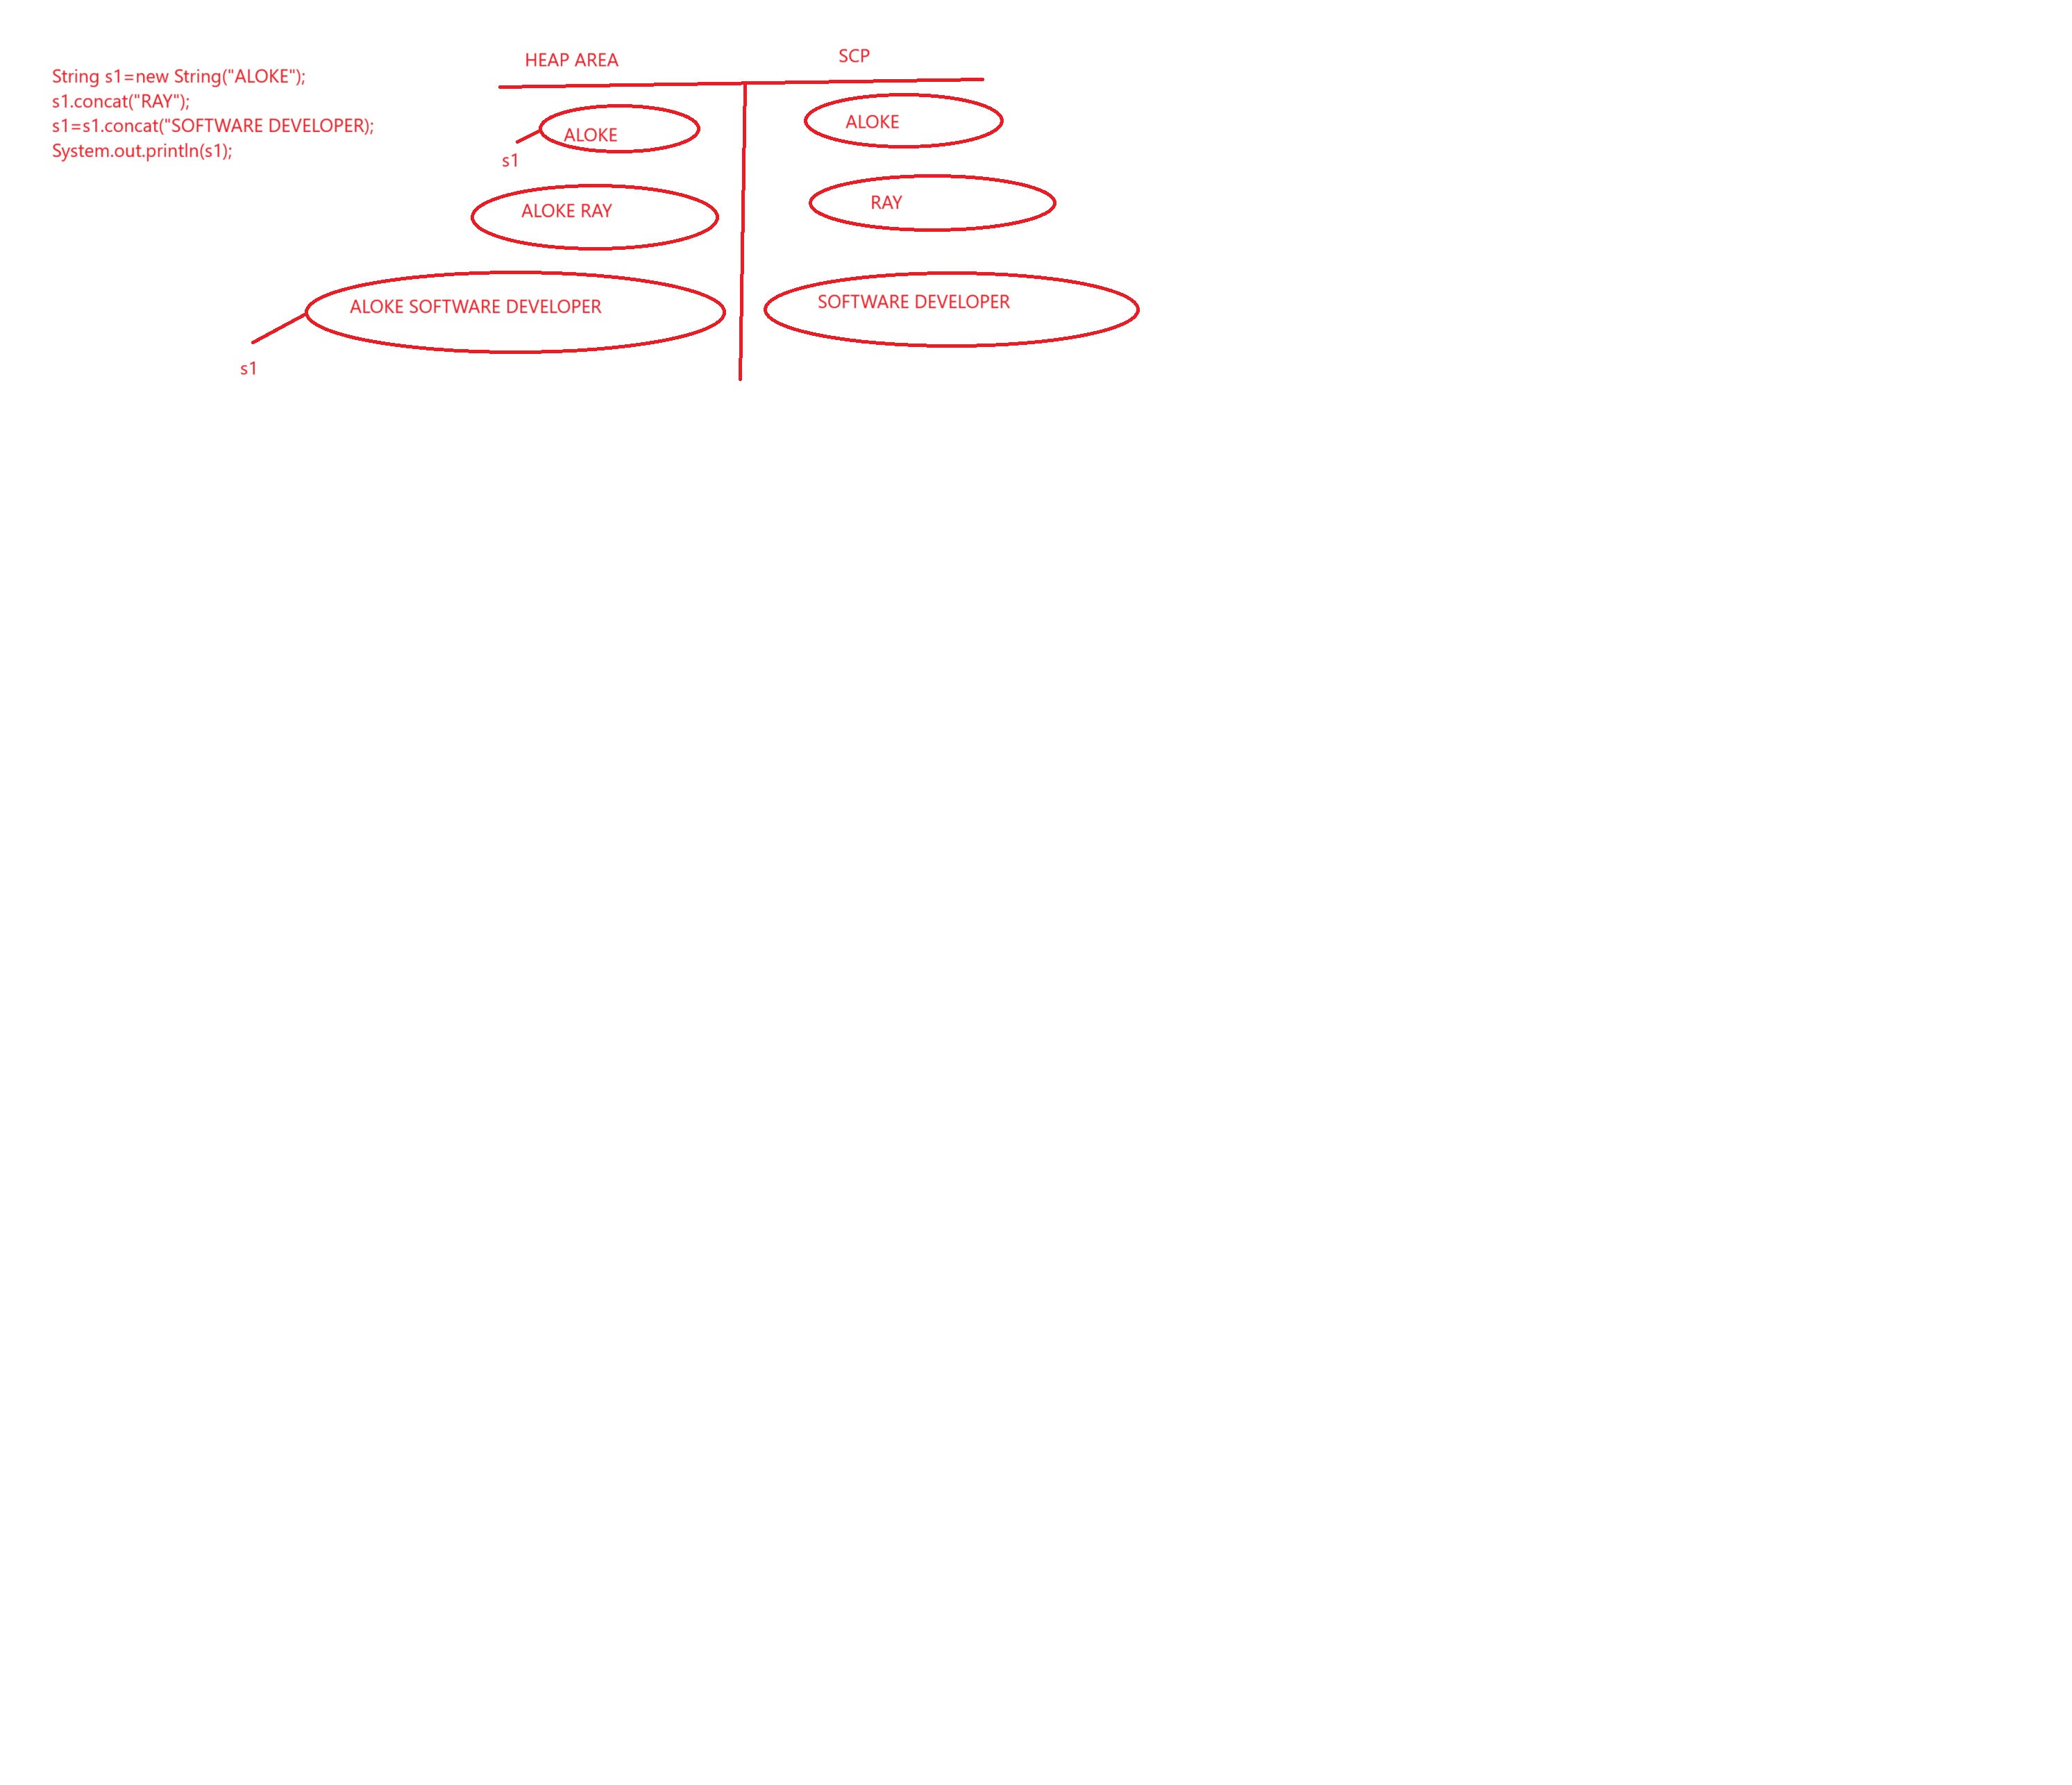 String s1=new String("ALOKE");
s1.concat("RAY");
s1=s1.concat("SOFTWARE DEVELOPER);
System.out.println(s1);
HEAP AREA
SCP
ALOKE
ALOKE
s1
ALOKE RAY
RAY
ALOKE SOFTWARE DEVELOPER
SOFTWARE DEVELOPER
s1